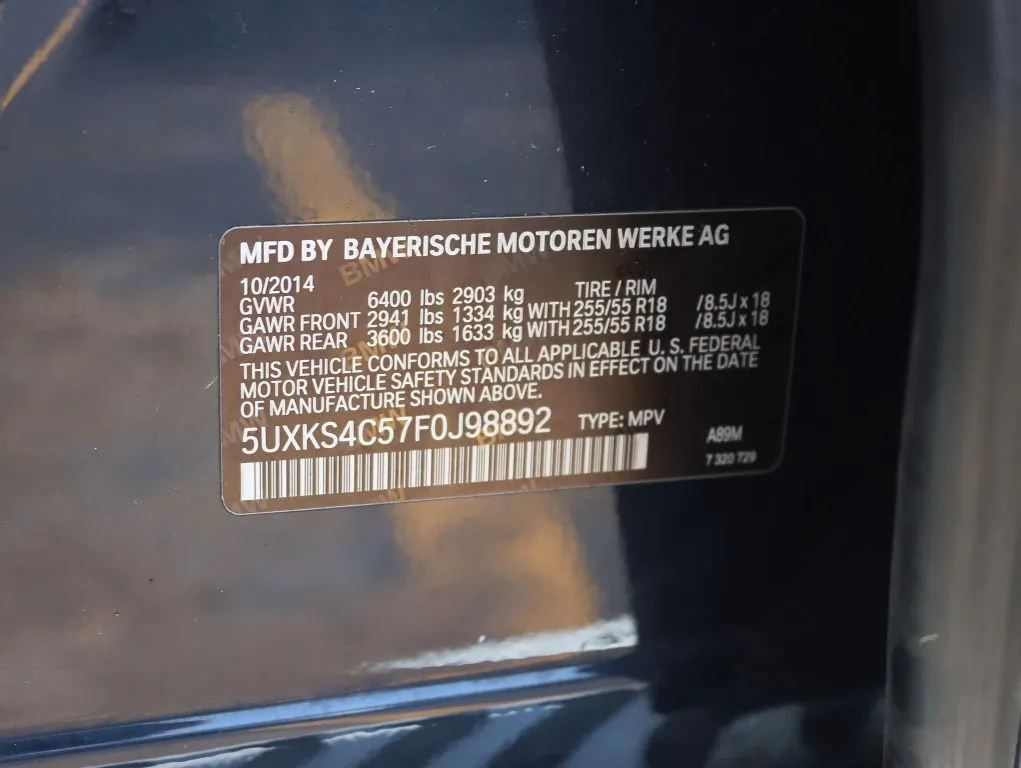 MFD BY BAYERISCHE MOTOREN WERKE AG
10/2014 TIRE / RIM
GVWR 6400 lbs 2903 kg
GAWR FRONT 2941 lbs 1334 kg WITH 255/55 R18 /8.5J x 18
GAWR REAR 3600 lbs 1633 kg WITH 255/55 R18 /8.5J x 18
THIS VEHICLE CONFORMS TO ALL APPLICABLE U. S. FEDERAL
MOTOR VEHICLE SAFETY STANDARDS IN EFFECT ON THE DATE
OF MANUFACTURE SHOWN ABOVE.
5UXKS4C57F0J98892 TYPE: MPV
A89M
7 320 729